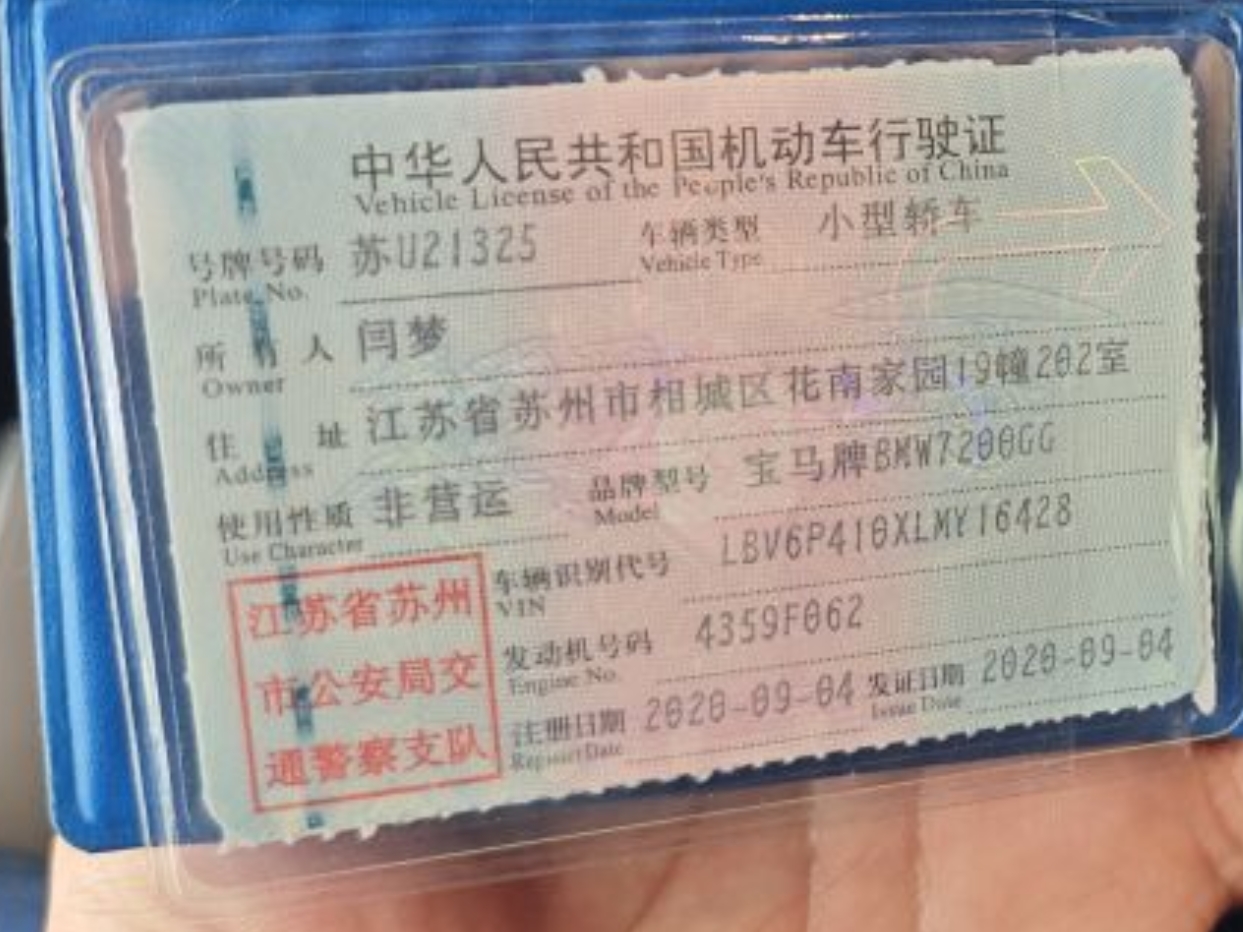 中华人民共和国机动车行驶证
Vehicle License of the People's Republic of China
号牌号码 苏U21325 车辆类型 小型轿车
Plate No. Vehicle Type
所有人 闫梦
Owner
住址 江苏省苏州市相城区花南家园19幢202室
Address
使用性质 非营运 品牌型号 宝马牌BMW7200GG
Use Character Model
车辆识别代号 LBV6P410XLMY16428
VIN
发动机号码 4359F062
Engine No.
注册日期 2020-09-04 发证日期 2020-09-04
Register Date Issue Date
江苏省苏州
市公安局交
通警察支队